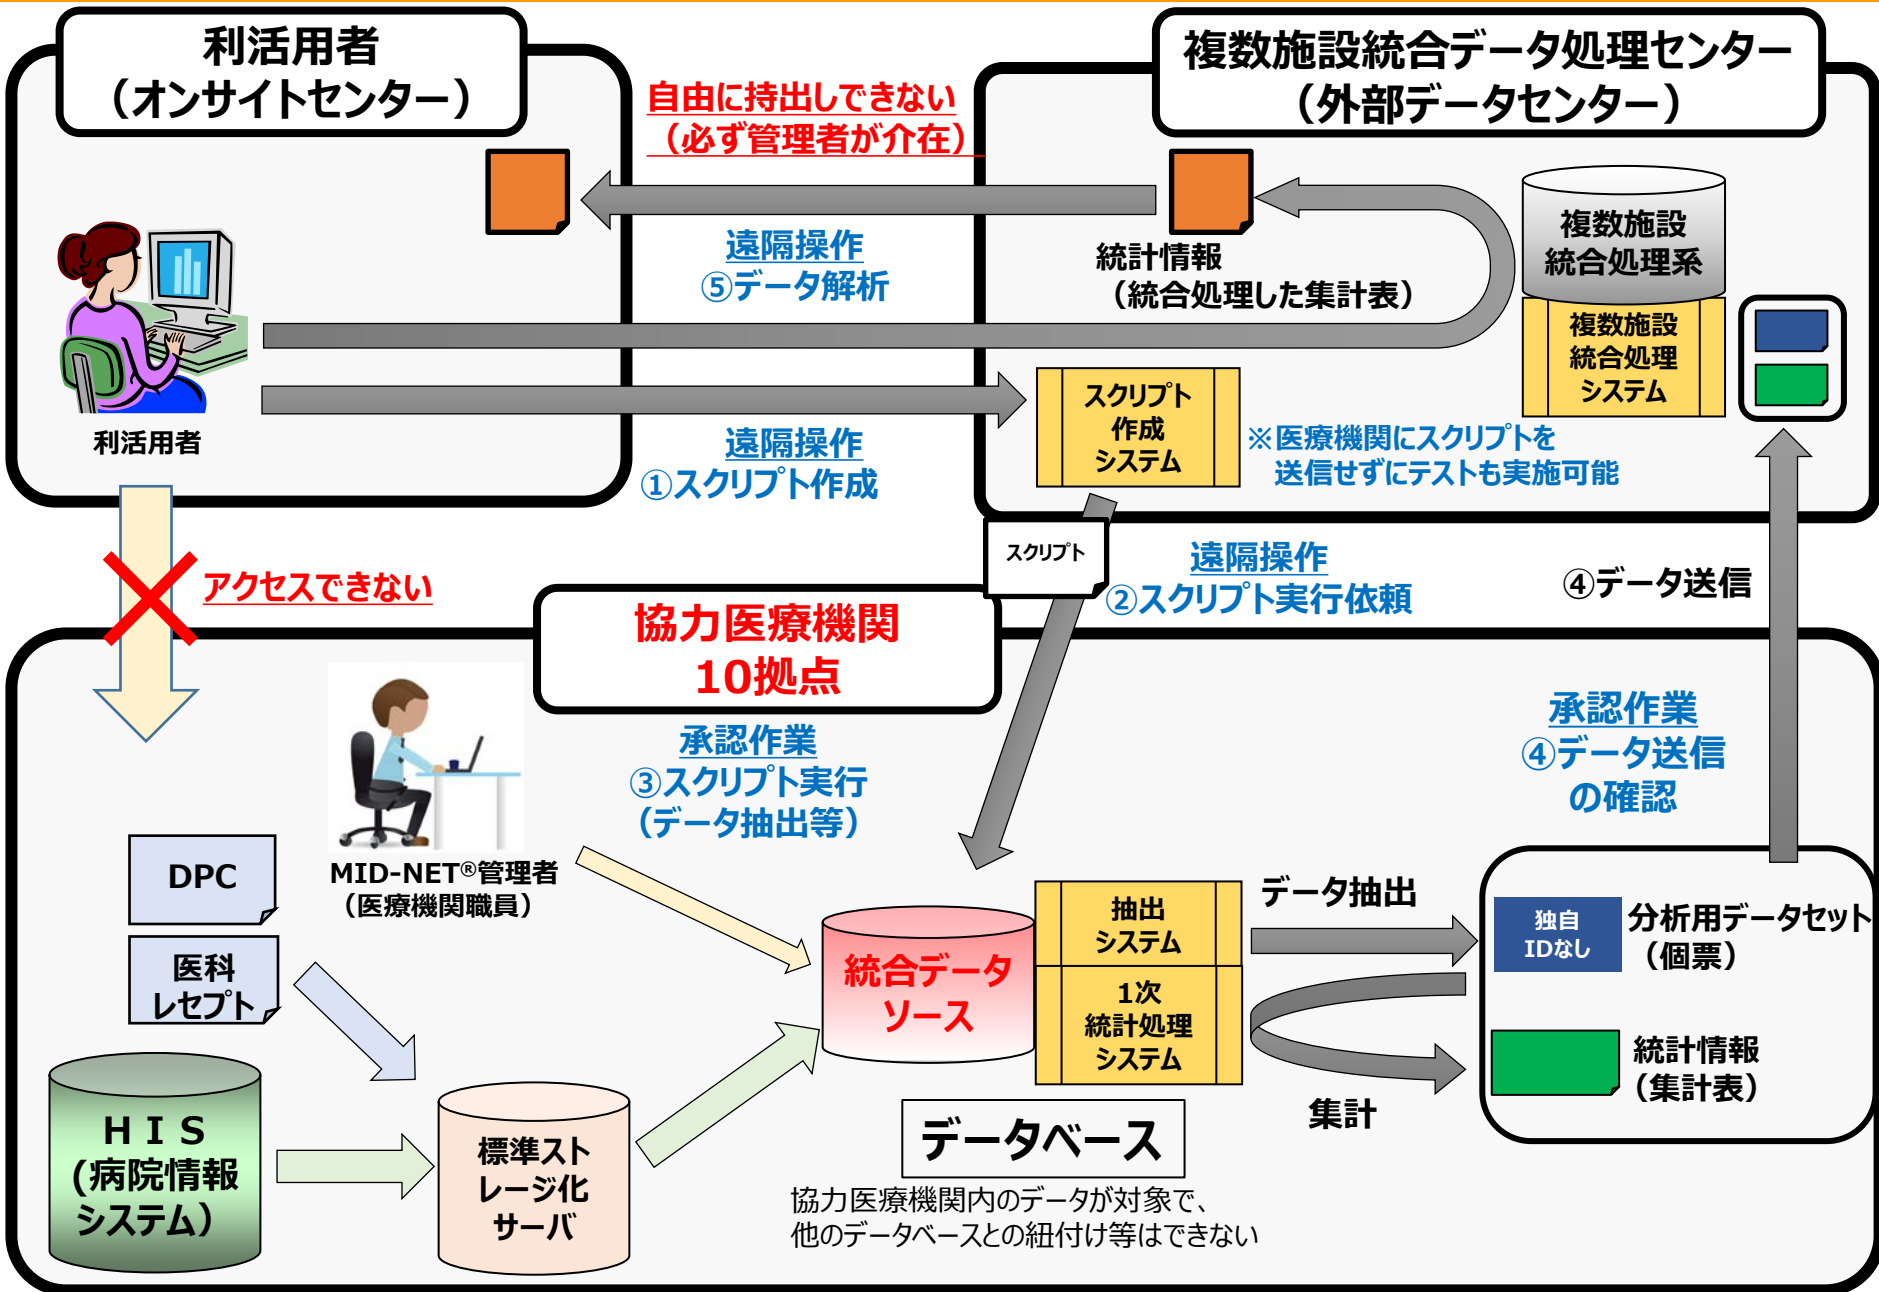 利活用者
（オンサイトセンター）
複数施設統合データ処理センター
（外部データセンター）
自由に持出しできない
（必ず管理者が介在）
遠隔操作
⑤データ解析
統計情報
（統合処理した集計表）
複数施設
統合処理系
複数施設
統合処理
システム
利活用者
遠隔操作
①スクリプト作成
スクリプト
作成
システム
※医療機関にスクリプトを
送信せずにテストも実施可能
アクセスできない
スクリプト
遠隔操作
②スクリプト実行依頼
④データ送信
協力医療機関
10拠点
承認作業
③スクリプト実行
（データ抽出等）
承認作業
④データ送信
の確認
MID-NET®管理者
（医療機関職員）
DPC
医科
レセプト
HIS
(病院情報
システム）
標準スト
レージ化
サーバ
統合データ
ソース
抽出
システム
1次
統計処理
システム
データ抽出
集計
独自
IDなし
分析用データセット
（個票）
統計情報
（集計表）
データベース
協力医療機関内のデータが対象で、
他のデータベースとの紐付け等はできない